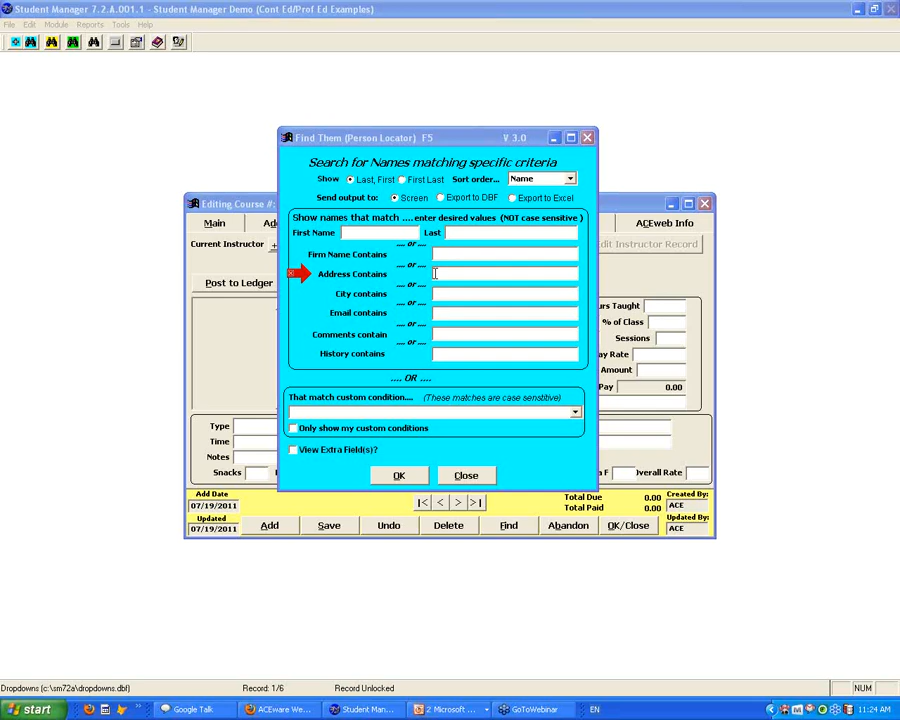 Student Manager 7.2.A.001.1 - Student Manager Demo (Cont Ed/Prof Ed Examples)
File Edit Module Reports Tools Help
Find Them (Person Locator) F5 V 3.0
Search for Names matching specific criteria
Show Last, First First Last Sort order... Name
Send output to: Screen Export to DBF Export to Excel
Show names that match .... enter desired values (NOT case sensitive )
First Name Last
.... or ....
Firm Name Contains
.... or ....
Address Contains
.... or ....
City contains
.... or ....
Email contains
.... or ....
Comments contain
.... or ....
History contains
.... OR ....
That match custom condition.... (These matches are case sensitive)
Only show my custom conditions
View Extra Field(s)?
OK Close
Editing Course #:
Main Ad ACEweb Info
Current Instructor Edit Instructor Record
Post to Ledger
urs Taught
% of Class
Sessions
ay Rate
Amount
Pay 0.00
Type
Time
Notes
Snacks a F Overall Rate
Add Date
07/19/2011
Updated
07/19/2011
|< < > >|
Total Due 0.00
Total Paid 0.00
Created By:
ACE
Updated By:
ACE
Add Save Undo Delete Find Abandon OK/Close
Dropdowns (c:\sm72a\dropdowns.dbf) Record: 1/6 Record Unlocked NUM
start Google Talk ACEware We... Student Man... 2 Microsoft ... GoToWebinar EN 11:24 AM